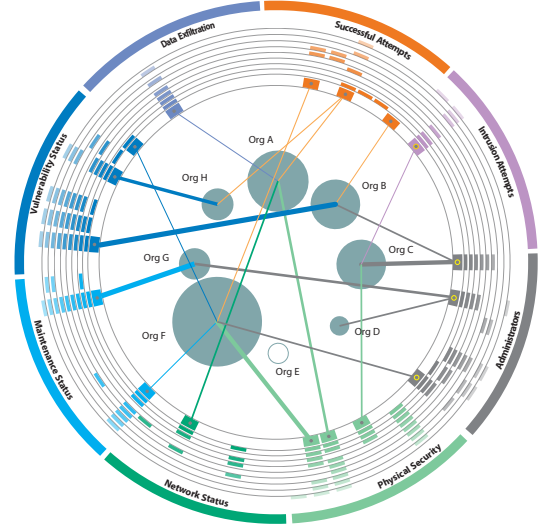 Successful Attempts
Data Exfiltration
Intrusion Attempts
Vulnerability Status
Org A
Org H
Org B
Org C
Org G
Org D
Org F
Org E
Administrators
Maintenance Status
Physical Security
Network Status